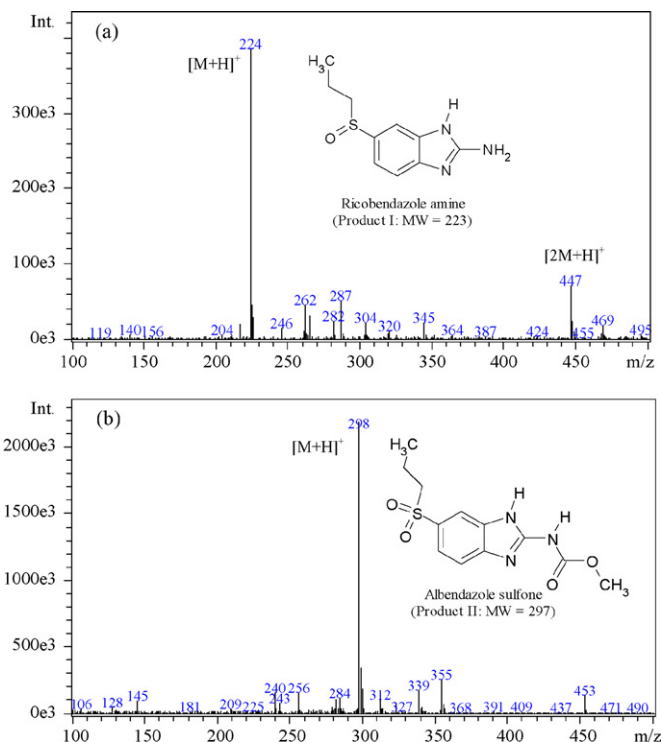 Int.
(a)
224
[M+H]+
H3C
H
N
S
O
NH2
N
Ricobendazole amine
(Product I: MW = 223)
[2M+H]+
447
300e3
200e3
100e3
0e3
119
140
156
204
246
262
282
287
304
320
345
364
387
424
455
469
495
100 150 200 250 300 350 400 450 m/z
Int.
(b)
298
[M+H]+
H3C
O
S
O
H
N
H
N
N
O
O
CH3
Albendazole sulfone
(Product II: MW = 297)
2000e3
1500e3
1000e3
500e3
0e3
106
128
145
181
209
225
240
243
256
284
312
327
339
355
368
391
409
437
453
471
490
100 150 200 250 300 350 400 450 m/z